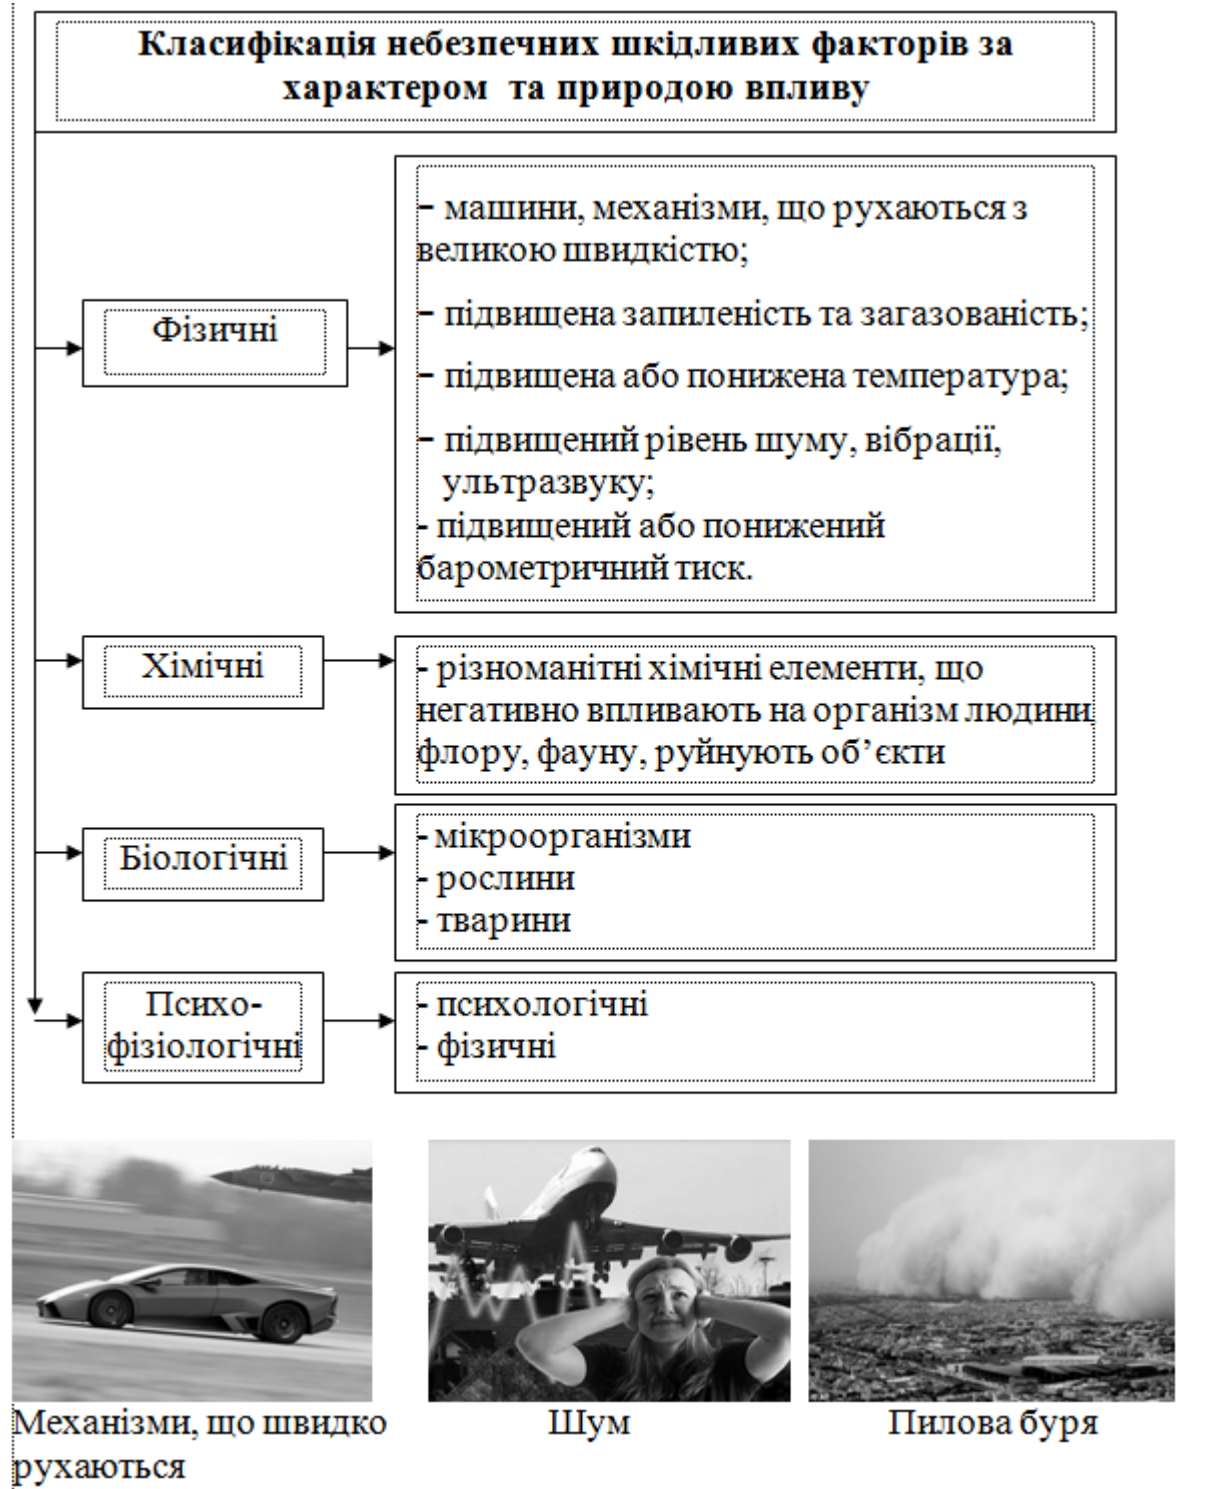 Класифікація небезпечних шкідливих факторів за
характером та природою впливу
Фізичні
- машини, механізми, що рухаються з
великою швидкістю;
- підвищена запиленість та загазованість;
- підвищена або понижена температура;
- підвищений рівень шуму, вібрації,
ультразвуку;
- підвищений або понижений
барометричний тиск.
Хімічні
- різноманітні хімічні елементи, що
негативно впливають на організм людини,
флору, фауну, руйнують об’єкти
Біологічні
- мікроорганізми
- рослини
- тварини
Психо-
фізіологічні
- психологічні
- фізичні
Механізми, що швидко
рухаються
Шум
Пилова буря